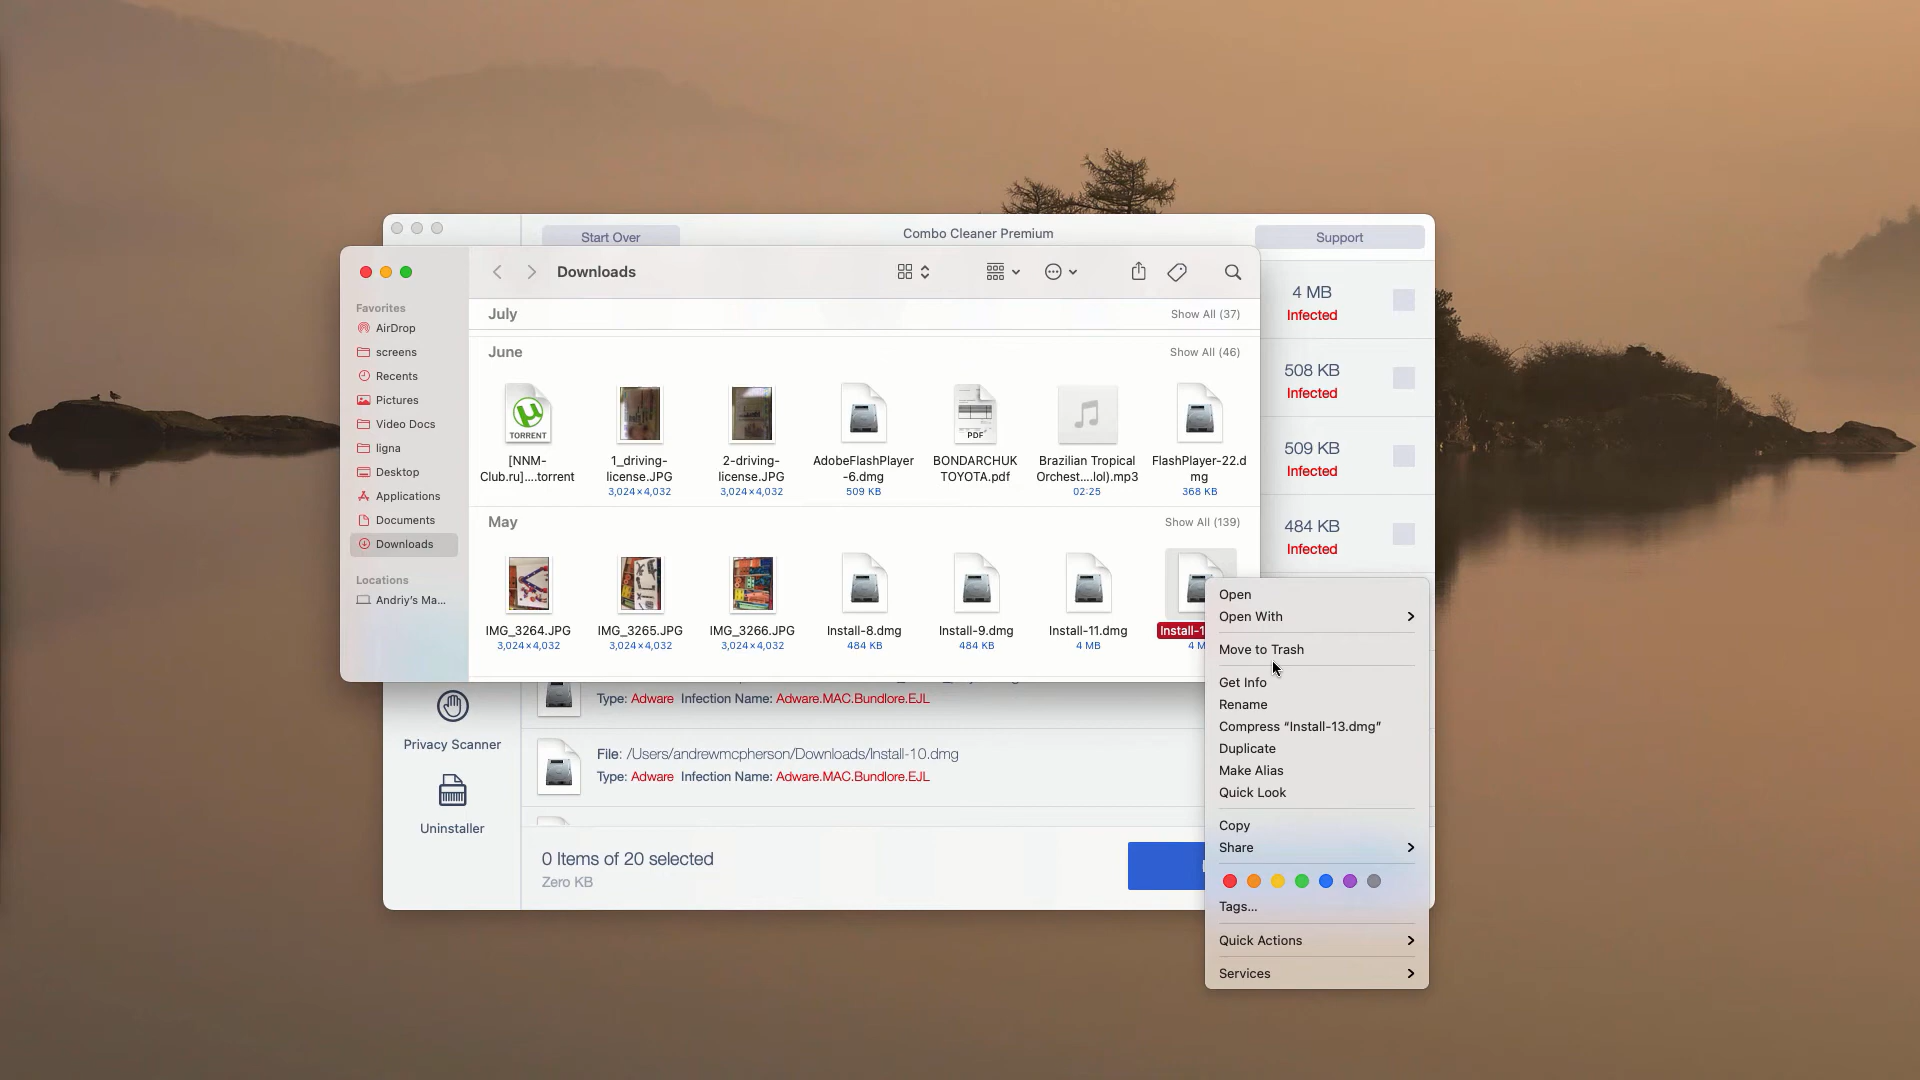 Start Over
Combo Cleaner Premium
Support
Downloads
Favorites
AirDrop
screens
Recents
Pictures
Video Docs
ligna
Desktop
Applications
Documents
Downloads
Locations
Andriy's Ma...
July
Show All (37)
June
Show All (46)
TORRENT
PDF
[NNM-
Club.ru]....torrent
1_driving-
license.JPG
3,024×4,032
2-driving-
license.JPG
3,024×4,032
AdobeFlashPlayer
-6.dmg
509 KB
BONDARCHUK
TOYOTA.pdf
Brazilian Tropical
Orchest....lol).mp3
02:25
FlashPlayer-22.d
mg
368 KB
May
Show All (139)
IMG_3264.JPG
3,024×4,032
IMG_3265.JPG
3,024×4,032
IMG_3266.JPG
3,024×4,032
Install-8.dmg
484 KB
Install-9.dmg
484 KB
Install-11.dmg
4 MB
Install-1
4 M
4 MB
Infected
508 KB
Infected
509 KB
Infected
484 KB
Infected
Open
Open With
Move to Trash
Get Info
Rename
Compress “Install-13.dmg”
Duplicate
Make Alias
Quick Look
Copy
Share
Tags...
Quick Actions
Services
Privacy Scanner
Uninstaller
Type: Adware Infection Name: Adware.MAC.Bundlore.EJL
File: /Users/andrewmcpherson/Downloads/Install-10.dmg
Type: Adware Infection Name: Adware.MAC.Bundlore.EJL
0 Items of 20 selected
Zero KB